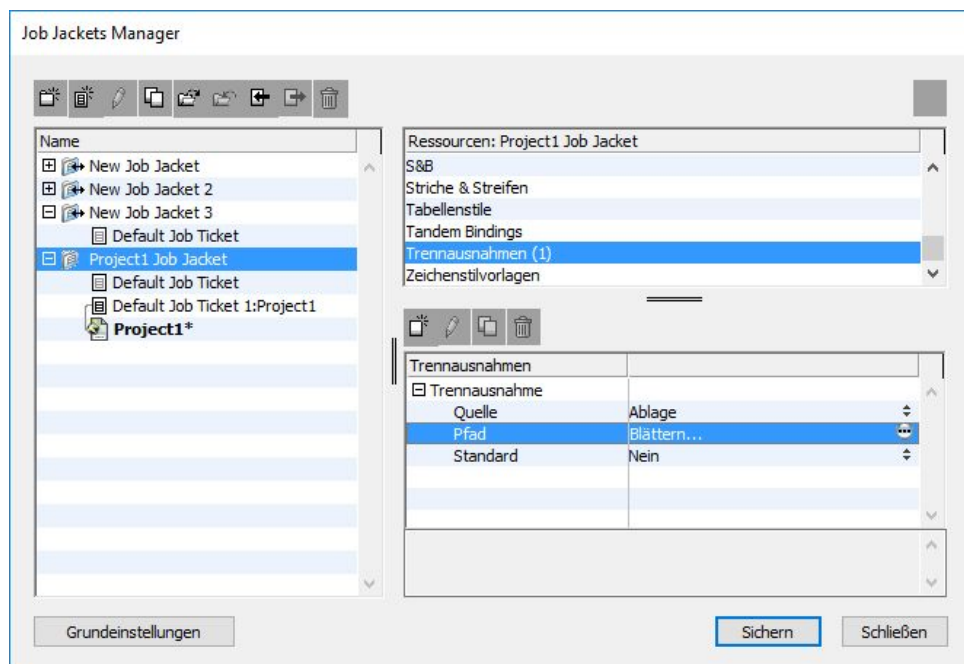 Job Jackets Manager
Name
New Job Jacket
New Job Jacket 2
New Job Jacket 3
Default Job Ticket
Project1 Job Jacket
Default Job Ticket
Default Job Ticket 1:Project1
Project1*
Ressourcen: Project1 Job Jacket
S&B
Striche & Streifen
Tabellenstile
Tandem Bindings
Trennausnahmen (1)
Zeichenstilvorlagen
Trennausnahmen
Trennausnahme
Quelle Ablage
Pfad Blättern...
Standard Nein
Grundeinstellungen
Sichern
Schließen